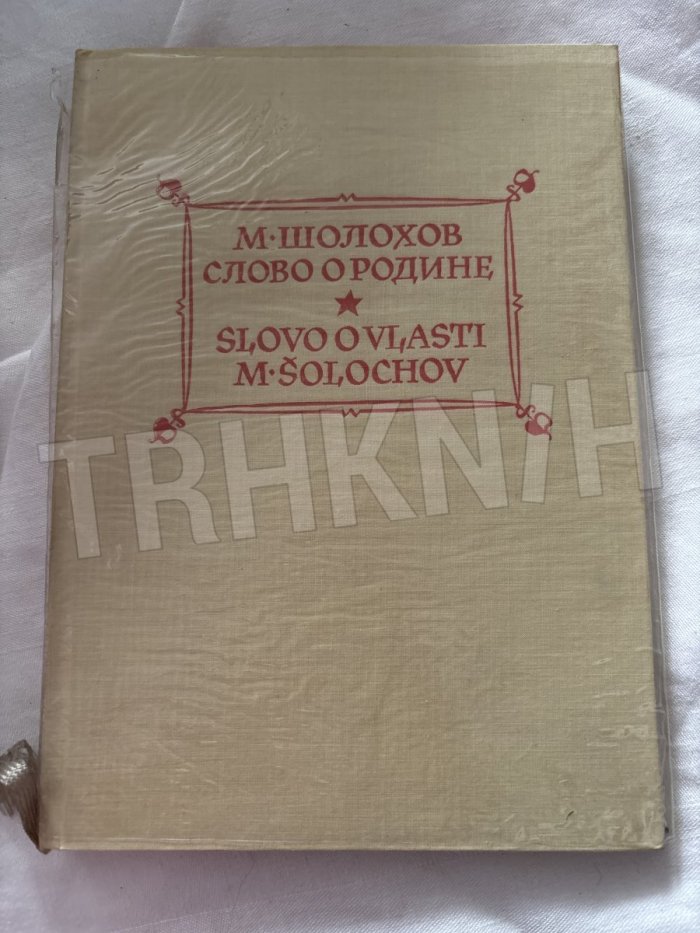 М·ШОЛОХОВ
СЛОВО О РОДИНЕ
SLOVO O VLASTI
M·ŠOLOCHOV
TRHKNIH